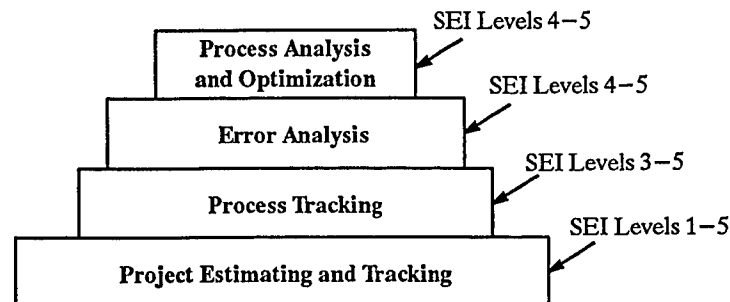 SEI Levels 4–5
Process Analysis
and Optimization
SEI Levels 4–5
Error Analysis
SEI Levels 3–5
Process Tracking
SEI Levels 1–5
Project Estimating and Tracking